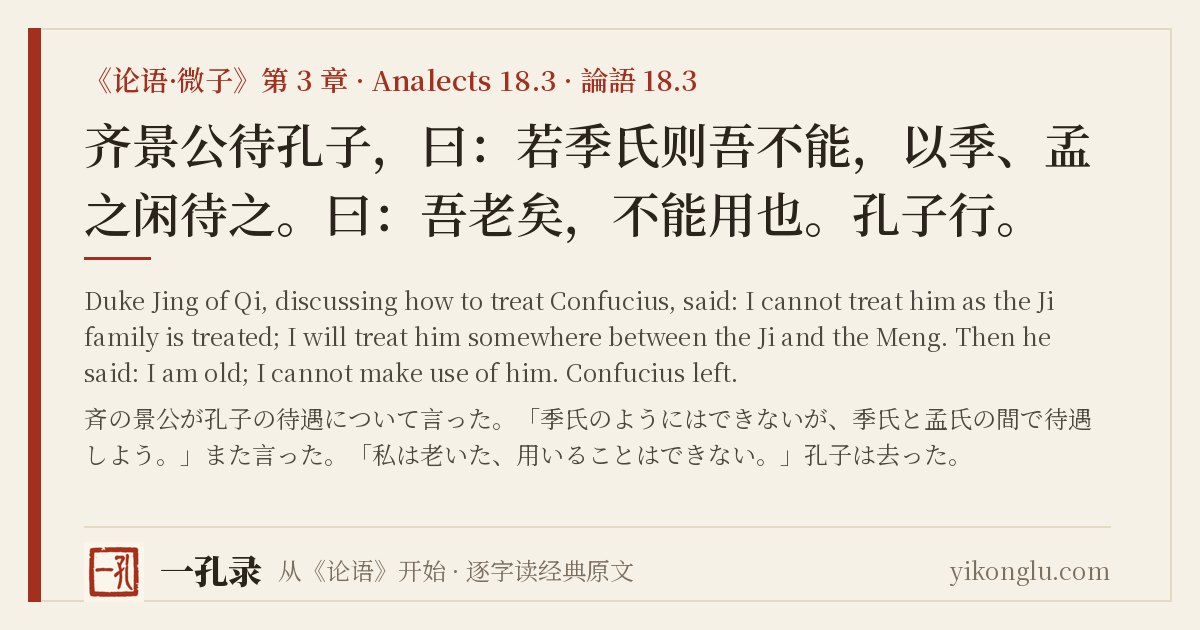 《论语·微子》第 3 章 · Analects 18.3 · 論語 18.3
齐景公待孔子，曰：若季氏则吾不能，以季、孟
之闲待之。曰：吾老矣，不能用也。孔子行。
Duke Jing of Qi, discussing how to treat Confucius, said: I cannot treat him as the Ji
family is treated; I will treat him somewhere between the Ji and the Meng. Then he
said: I am old; I cannot make use of him. Confucius left.
斉の景公が孔子の待遇について言った。「季氏のようにはできないが、季氏と孟氏の間で待遇
しよう。」また言った。「私は老いた、用いることはできない。」孔子は去った。
一孔
一孔录 从《论语》开始 · 逐字读经典原文 yikonglu.com